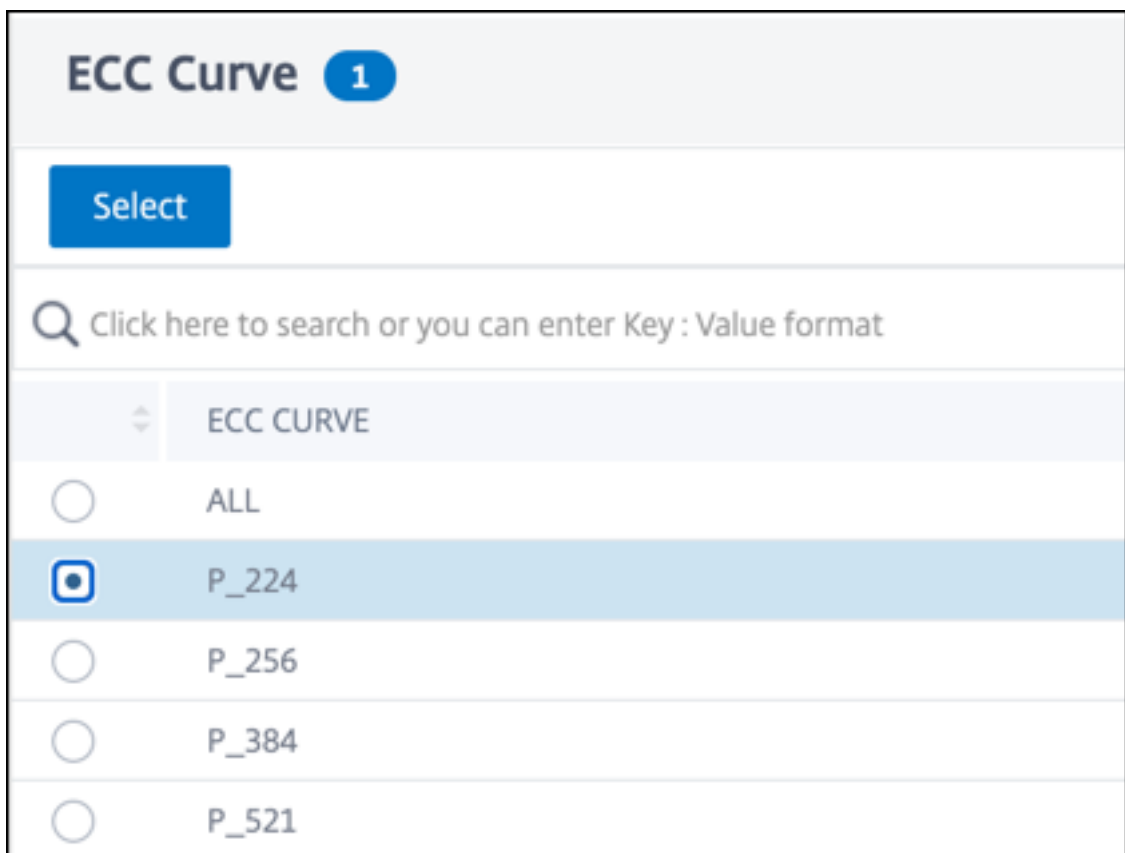 ECC Curve 1
Select
Click here to search or you can enter Key : Value format
ECC CURVE
ALL
P_224
P_256
P_384
P_521